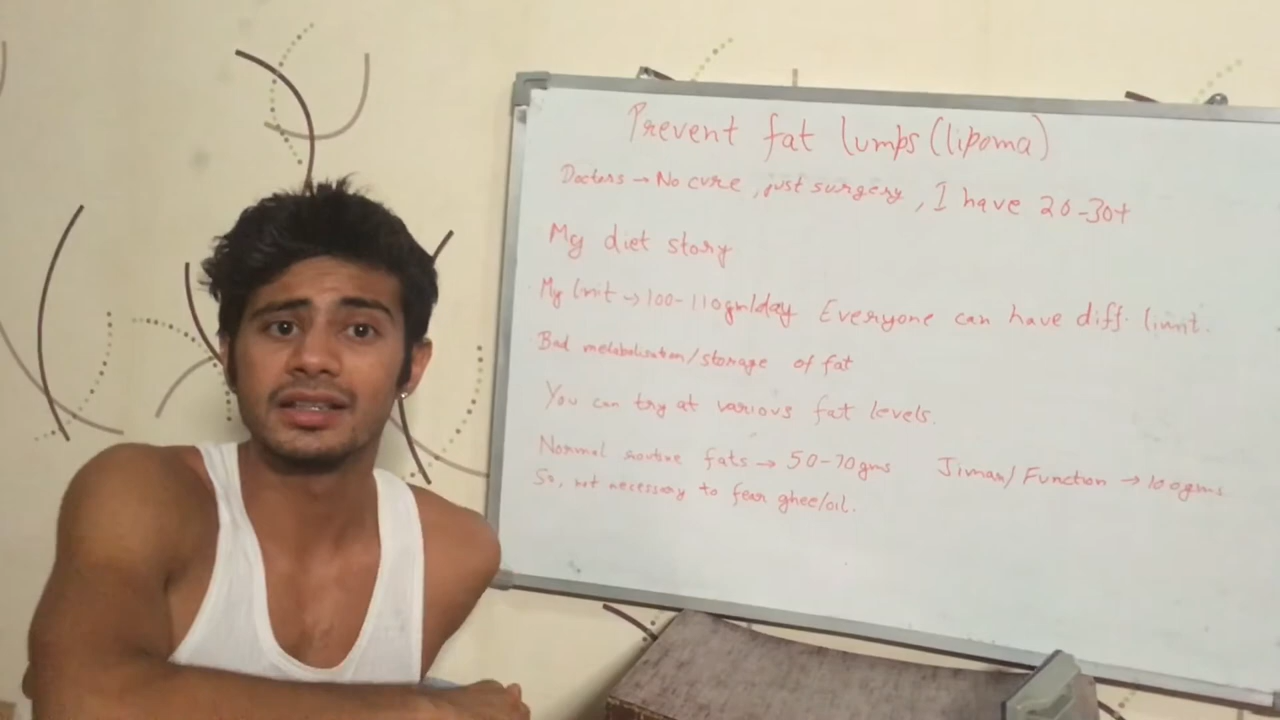 Prevent fat lumps (lipoma)
Doctors → No cure, just surgery, I have 20-30+
My diet story
My limit → 100-110gm/day Everyone can have diff. limit.
Bad metabolisation/storage of fat
You can try at various fat levels.
Normal routine fats → 50-70gms Jiman/Function → 100gms
So, not necessary to fear ghee/oil.